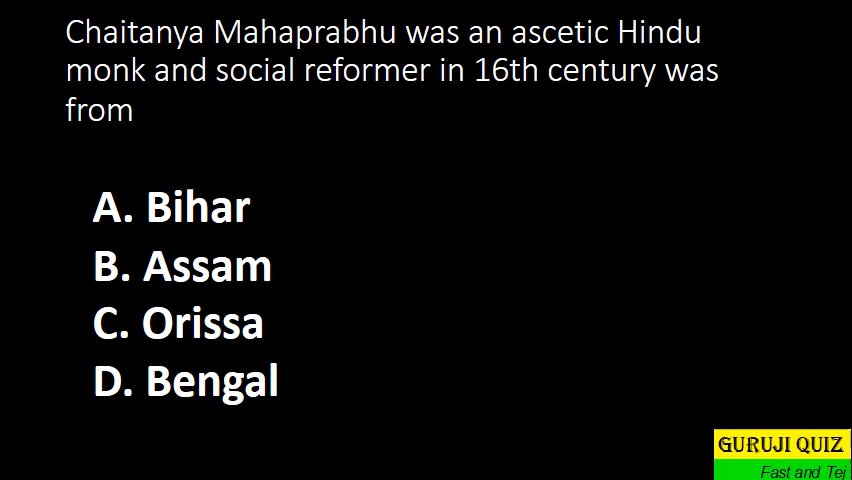 Chaitanya Mahaprabhu was an ascetic Hindu
monk and social reformer in 16th century was
from
A. Bihar
B. Assam
C. Orissa
D. Bengal
GURUJI QUIZ
Fast and Tej